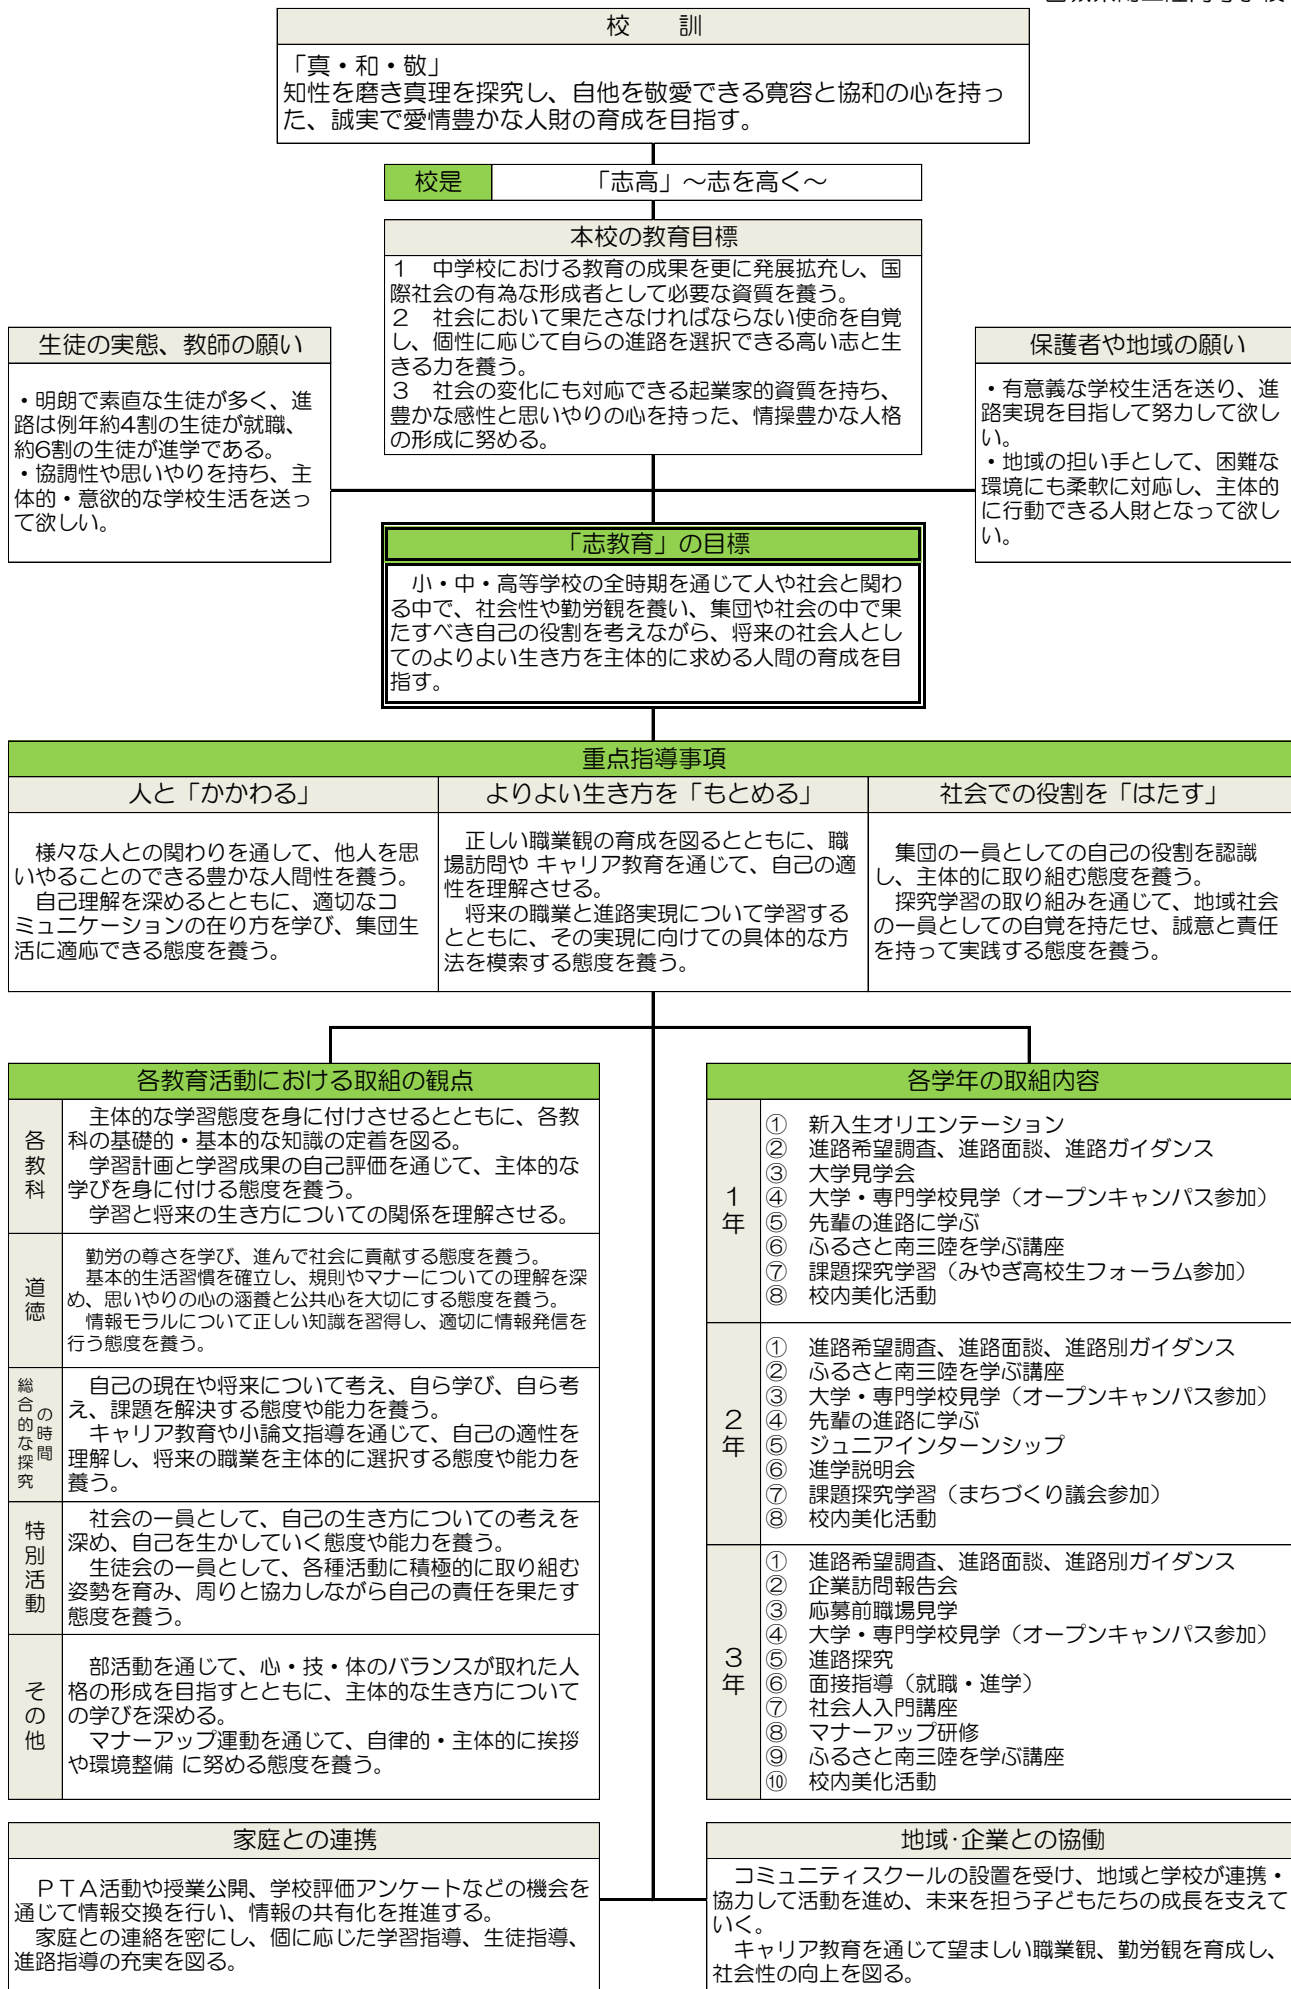 校　訓
「真・和・敬」
知性を磨き真理を探究し、自他を敬愛できる寛容と協和の心を持っ
た、誠実で愛情豊かな人財の育成を目指す。
校是　「志高」～志を高く～
本校の教育目標
１　中学校における教育の成果を更に発展拡充し、国
際社会の有為な形成者として必要な資質を養う。
２　社会において果たさなければならない使命を自覚
し、個性に応じて自らの進路を選択できる高い志と生
きる力を養う。
３　社会の変化にも対応できる起業家的資質を持ち、
豊かな感性と思いやりの心を持った、情操豊かな人格
の形成に努める。
生徒の実態、教師の願い
・明朗で素直な生徒が多く、進
路は例年約4割の生徒が就職、
約6割の生徒が進学である。
・協調性や思いやりを持ち、主
体的・意欲的な学校生活を送っ
て欲しい。
保護者や地域の願い
・有意義な学校生活を送り、進
路実現を目指して努力して欲し
い。
・地域の担い手として、困難な
環境にも柔軟に対応し、主体的
に行動できる人財となって欲し
い。
「志教育」の目標
小・中・高等学校の全時期を通じて人や社会と関わ
る中で、社会性や勤労観を養い、集団や社会の中で果
たすべき自己の役割を考えながら、将来の社会人とし
てのよりよい生き方を主体的に求める人間の育成を目
指す。
重点指導事項
人と「かかわる」
様々な人との関わりを通して、他人を思
いやることのできる豊かな人間性を養う。
自己理解を深めるとともに、適切なコ
ミュニケーションの在り方を学び、集団生
活に適応できる態度を養う。
よりよい生き方を「もとめる」
正しい職業観の育成を図るとともに、職
場訪問や キャリア教育を通じて、自己の適
性を理解させる。
将来の職業と進路実現について学習する
とともに、その実現に向けての具体的な方
法を模索する態度を養う。
社会での役割を「はたす」
集団の一員としての自己の役割を認識
し、主体的に取り組む態度を養う。
探究学習の取り組みを通じて、地域社会
の一員としての自覚を持たせ、誠意と責任
を持って実践する態度を養う。
各教育活動における取組の観点
各教科
主体的な学習態度を身に付けさせるとともに、各教
科の基礎的・基本的な知識の定着を図る。
学習計画と学習成果の自己評価を通じて、主体的な
学びを身に付ける態度を養う。
学習と将来の生き方についての関係を理解させる。
道徳
勤労の尊さを学び、進んで社会に貢献する態度を養う。
基本的生活習慣を確立し、規則やマナーについての理解を深
め、思いやりの心の涵養と公共心を大切にする態度を養う。
情報モラルについて正しい知識を習得し、適切に情報発信を
行う態度を養う。
総合的な探究
の時間
自己の現在や将来について考え、自ら学び、自ら考
え、課題を解決する態度や能力を養う。
キャリア教育や小論文指導を通じて、自己の適性を
理解し、将来の職業を主体的に選択する態度や能力を
養う。
特別活動
社会の一員として、自己の生き方についての考えを
深め、自己を生かしていく態度や能力を養う。
生徒会の一員として、各種活動に積極的に取り組む
姿勢を育み、周りと協力しながら自己の責任を果たす
態度を養う。
その他
部活動を通じて、心・技・体のバランスが取れた人
格の形成を目指すとともに、主体的な生き方について
の学びを深める。
マナーアップ運動を通じて、自律的・主体的に挨拶
や環境整備 に努める態度を養う。
各学年の取組内容
１年
①　新入生オリエンテーション
②　進路希望調査、進路面談、進路ガイダンス
③　大学見学会
④　大学・専門学校見学（オープンキャンパス参加）
⑤　先輩の進路に学ぶ
⑥　ふるさと南三陸を学ぶ講座
⑦　課題探究学習（みやぎ高校生フォーラム参加）
⑧　校内美化活動
２年
①　進路希望調査、進路面談、進路別ガイダンス
②　ふるさと南三陸を学ぶ講座
③　大学・専門学校見学（オープンキャンパス参加）
④　先輩の進路に学ぶ
⑤　ジュニアインターンシップ
⑥　進学説明会
⑦　課題探究学習（まちづくり議会参加）
⑧　校内美化活動
３年
①　進路希望調査、進路面談、進路別ガイダンス
②　企業訪問報告会
③　応募前職場見学
④　大学・専門学校見学（オープンキャンパス参加）
⑤　進路探究
⑥　面接指導（就職・進学）
⑦　社会人入門講座
⑧　マナーアップ研修
⑨　ふるさと南三陸を学ぶ講座
⑩　校内美化活動
家庭との連携
ＰＴＡ活動や授業公開、学校評価アンケートなどの機会を
通じて情報交換を行い、情報の共有化を推進する。
家庭との連絡を密にし、個に応じた学習指導、生徒指導、
進路指導の充実を図る。
地域･企業との協働
コミュニティスクールの設置を受け、地域と学校が連携・
協力して活動を進め、未来を担う子どもたちの成長を支えて
いく。
キャリア教育を通じて望ましい職業観、勤労観を育成し、
社会性の向上を図る。